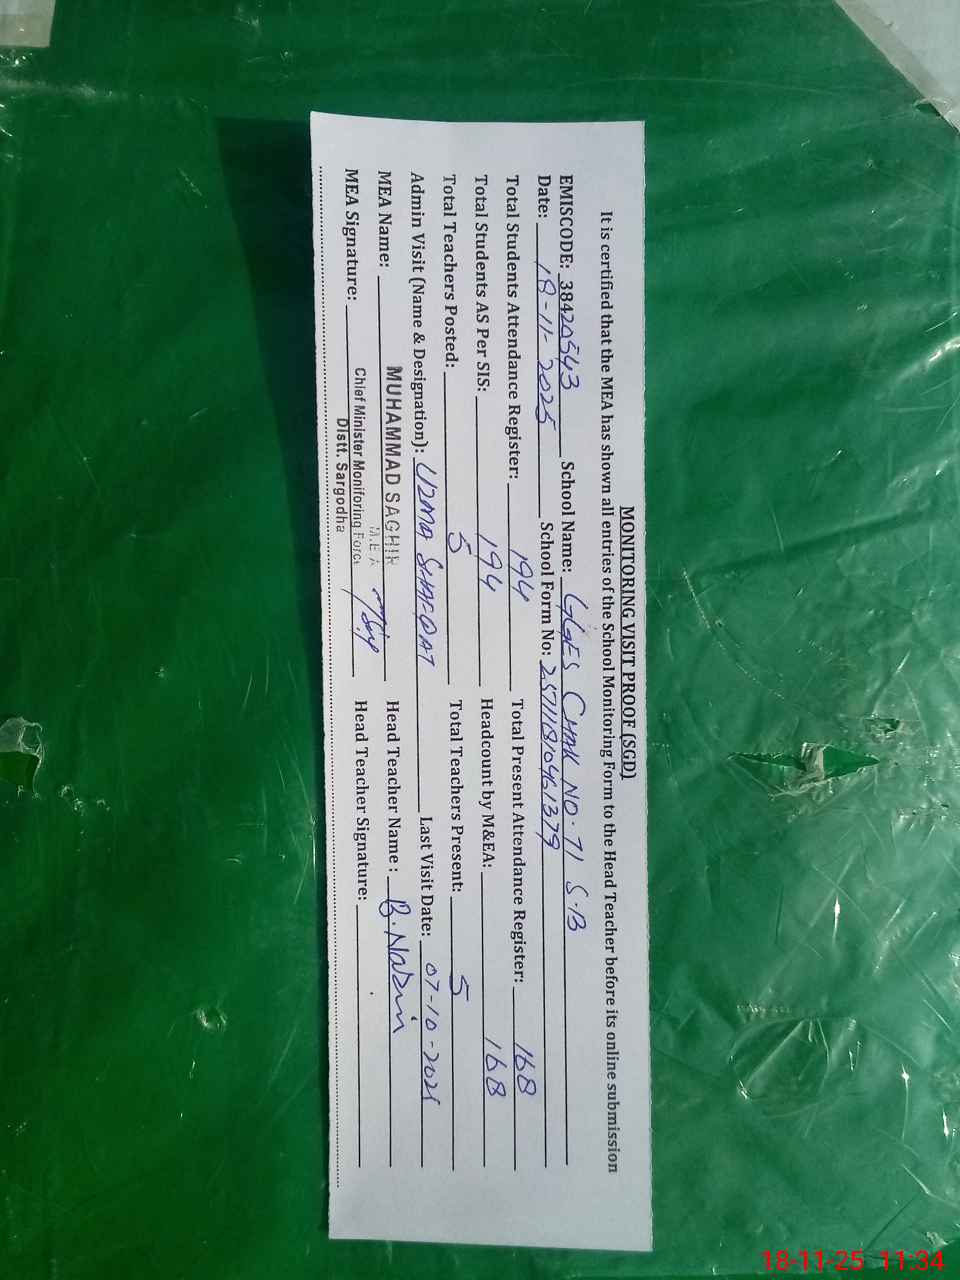 MONITORING VISIT PROOF (SGD)
It is certified that the MEA has shown all entries of the School Monitoring Form to the Head Teacher before its online submission
EMISCODE: 38420543 School Name: GGES CHAK NO. 71 S.B
Date: 18-11-2025 School Form No: 25711810461379
Total Students Attendance Register: 194 Total Present Attendance Register: 168
Total Students AS Per SIS: 194 Headcount by M&EA: 168
Total Teachers Posted: 5 Total Teachers Present: 5
Admin Visit (Name & Designation): UZMA SHAFQAT Last Visit Date: 07-10-2025
MEA Name: MUHAMMAD SAGHIR Head Teacher Name : B. Nasrin
M.E.A
MEA Signature: Chief Minister Monitoring Force Head Teacher Signature:
Distt. Sargodha
18-11-25 11:34